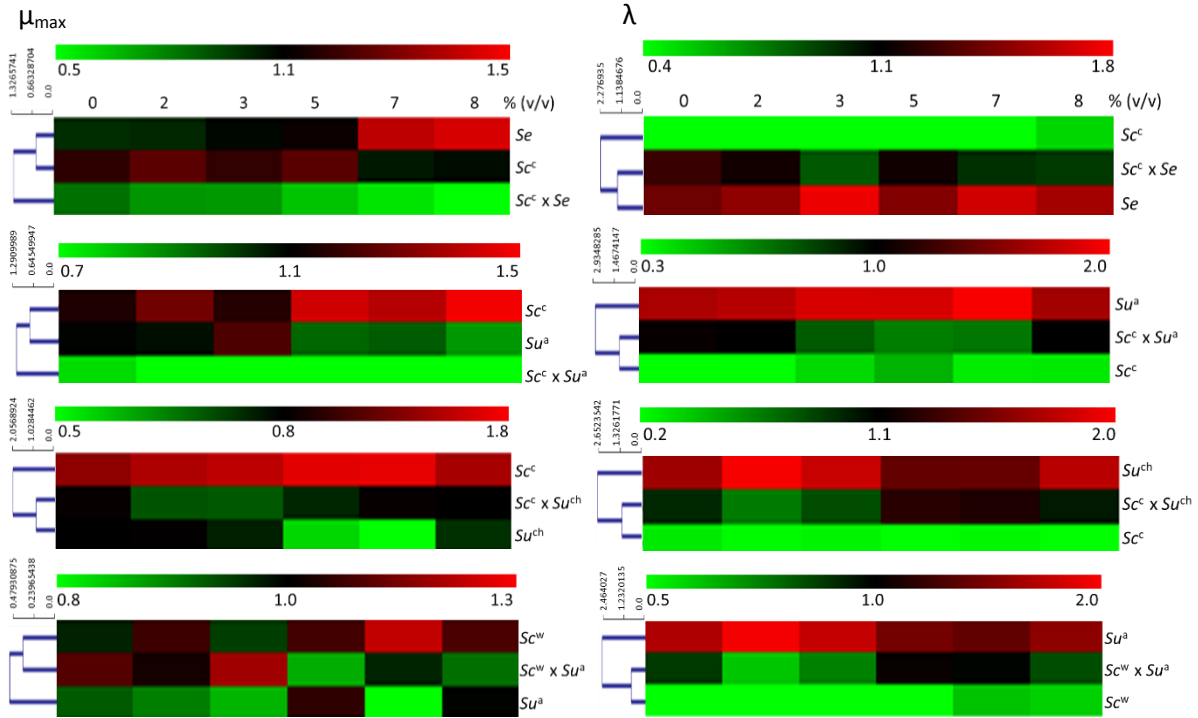 μmax λ
0.5 1.1 1.5 0.4 1.1 1.8
1.3265741 0.66328704 0.0 2.276935 1.1384676 0.0
0 2 3 5 7 8 % (v/v) 0 2 3 5 7 8 % (v/v)
Se Scc
Scc Scc x Se
Scc x Se Se
0.7 1.1 1.5 0.3 1.0 2.0
1.2909989 0.64549947 0.0 2.9348285 1.4674147 0.0
Scc Sua
Sua Scc x Sua
Scc x Sua Scc
0.5 0.8 1.8 0.2 1.1 2.0
2.0568924 1.0284462 0.0 2.6523542 1.3261771 0.0
Scc Such
Scc x Such Scc x Such
Such Scc
0.8 1.0 1.3 0.5 1.0 2.0
0.47930875 0.23965438 0.0 2.464027 1.2320135 0.0
Scw Sua
Scw x Sua Scw x Sua
Sua Scw